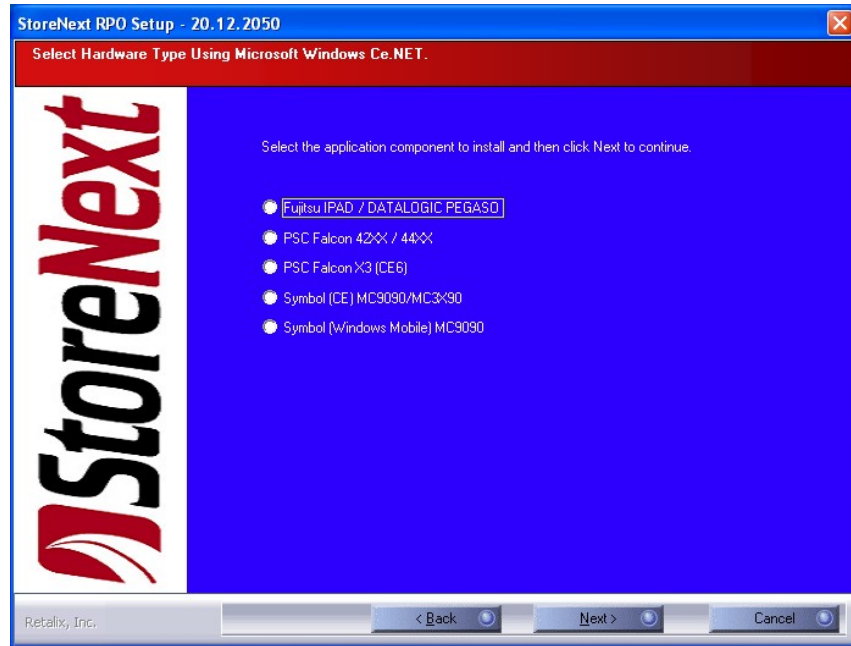 StoreNext RPO Setup - 20.12.2050
Select Hardware Type Using Microsoft Windows Ce.NET.
StoreNext
Select the application component to install and then click Next to continue.
Fujitsu IPAD / DATALOGIC PEGASO
PSC Falcon 42XX / 44XX
PSC Falcon X3 (CE6)
Symbol (CE) MC9090/MC3X90
Symbol (Windows Mobile) MC9090
Retalix, Inc.
< Back
Next >
Cancel